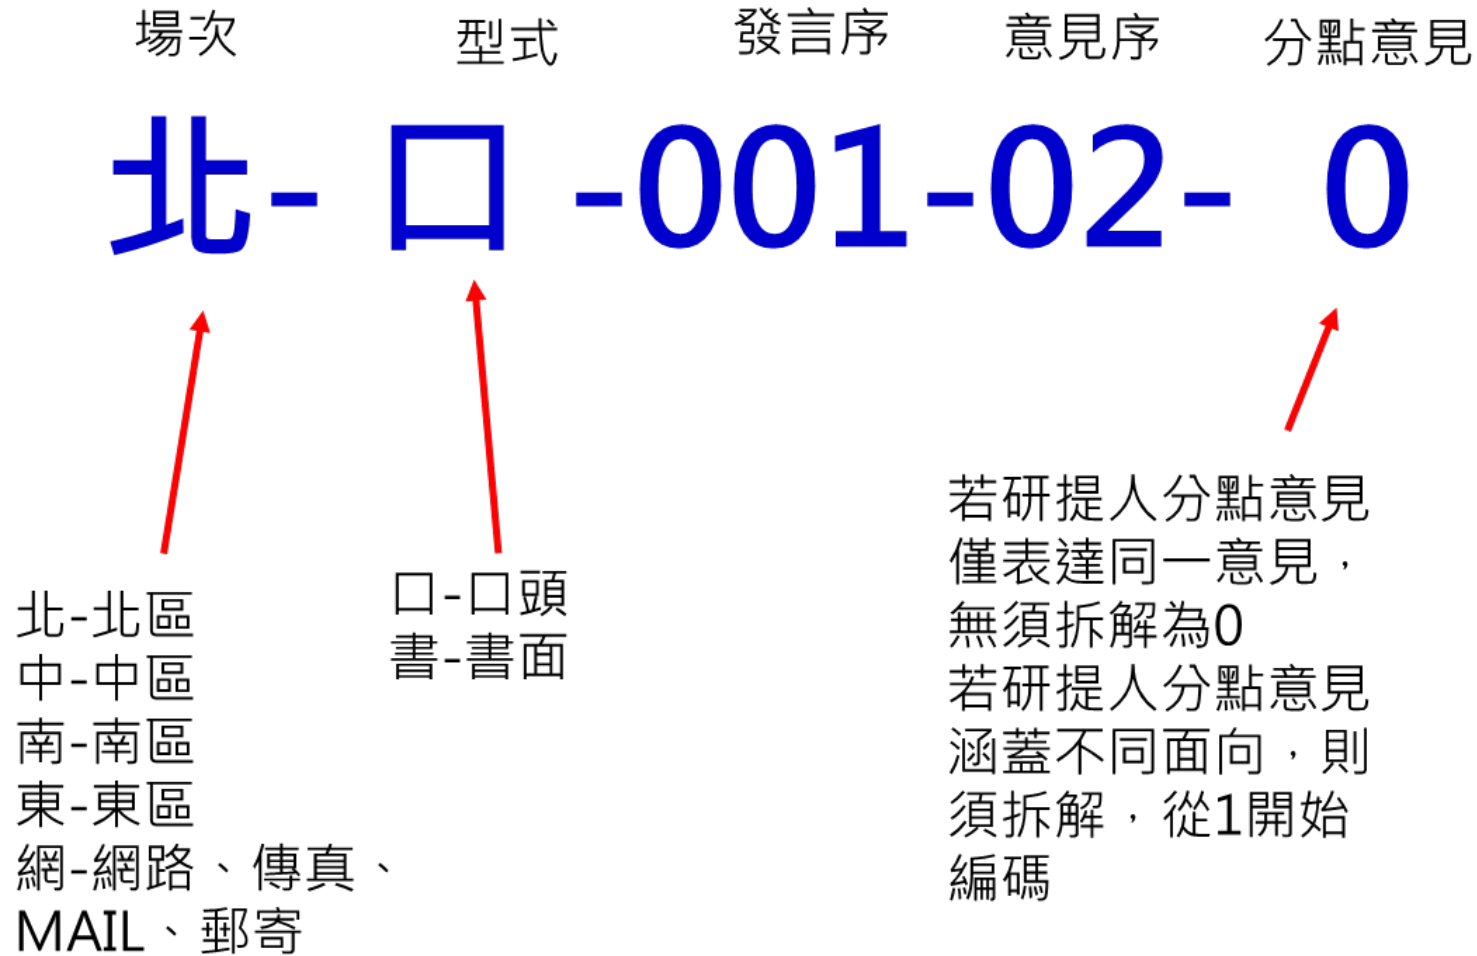 場次 型式 發言序 意見序 分點意見
北- 口 -001-02- 0
北-北區
中-中區
南-南區
東-東區
網-網路、傳真、
MAIL、郵寄
口-口頭
書-書面
若研提人分點意見
僅表達同一意見，
無須拆解為0
若研提人分點意見
涵蓋不同面向，則
須拆解，從1開始
編碼